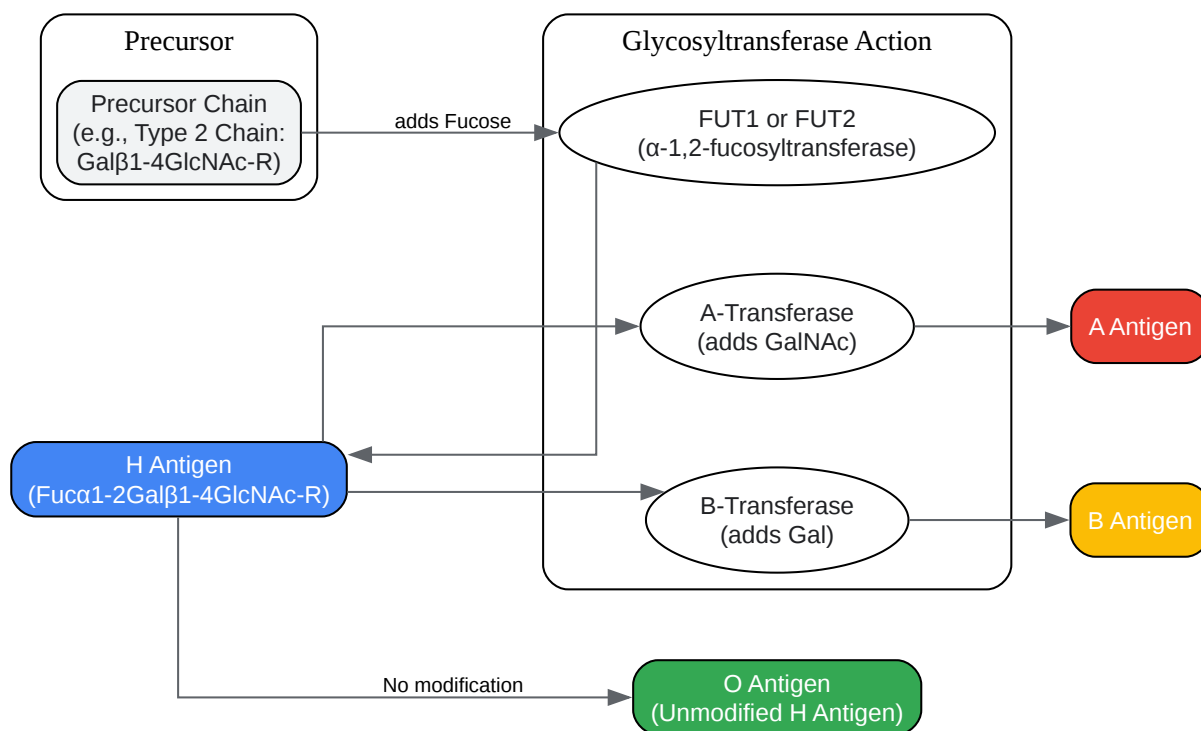 Precursor
Glycosyltransferase Action
Precursor Chain
(e.g., Type 2 Chain:
Galβ1-4GlcNAc-R)
adds Fucose
FUT1 or FUT2
(α-1,2-fucosyltransferase)
A-Transferase
(adds GalNAc)
A Antigen
H Antigen
(Fucα1-2Galβ1-4GlcNAc-R)
B-Transferase
(adds Gal)
B Antigen
No modification
O Antigen
(Unmodified H Antigen)